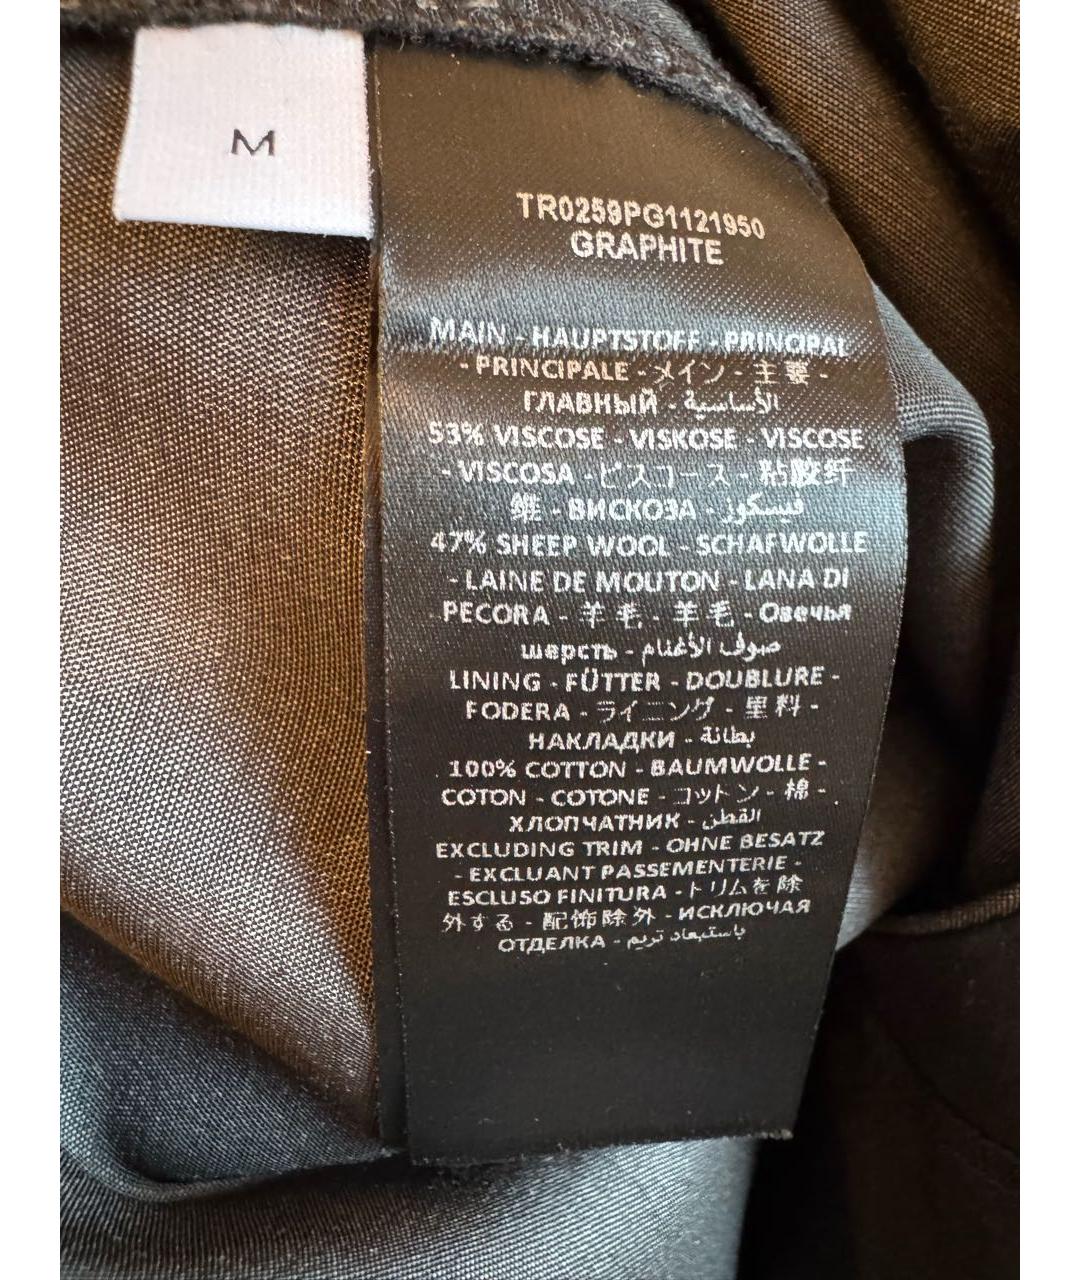 M
TR0259PG1121950
GRAPHITE
MAIN - HAUPTSTOFF - PRINCIPAL
- PRINCIPALE - メイン - 主要 -
ГЛАВНЫЙ - الأساسية
53% VISCOSE - VISKOSE - VISCOSE
- VISCOSA - ビスコース - 粘胶纤
维 - ВИСКОЗА - فيسكوز
47% SHEEP WOOL - SCHAFWOLLE
- LAINE DE MOUTON - LANA DI
PECORA - 羊毛 - 羊毛 - Овечья
шерсть - صوف الأغنام
LINING - FÜTTER - DOUBLURE -
FODERA - ライニング - 里料 -
НАКЛАДКИ - بطانة
100% COTTON - BAUMWOLLE -
COTON - COTONE - コットン - 棉 -
ХЛОПЧАТНИК - القطن
EXCLUDING TRIM - OHNE BESATZ
- EXCLUANT PASSEMENTERIE -
ESCLUSO FINITURA - トリムを除
外する - 配饰除外 - ИСКЛЮЧАЯ
ОТДЕЛКА - باستبعاد تريم